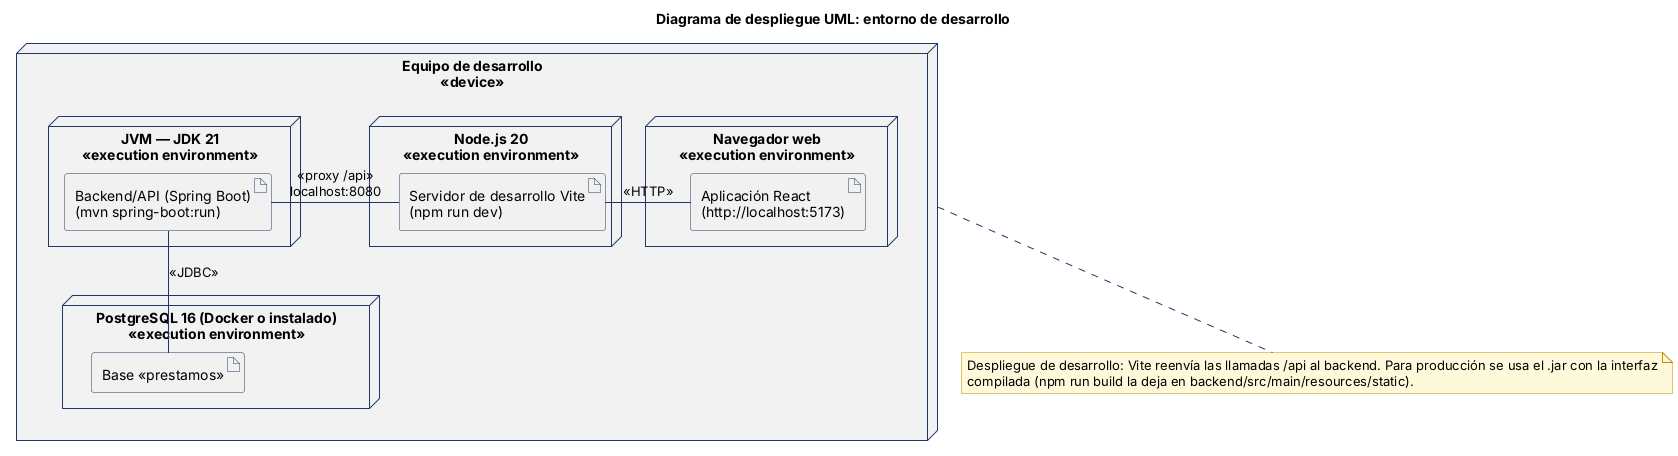 Diagrama de despliegue UML: entorno de desarrollo
Equipo de desarrollo
«device»
JVM — JDK 21
«execution environment»
Backend/API (Spring Boot)
(mvn spring-boot:run)
«proxy /api»
localhost:8080
Node.js 20
«execution environment»
Servidor de desarrollo Vite
(npm run dev)
«HTTP»
Navegador web
«execution environment»
Aplicación React
(http://localhost:5173)
«JDBC»
PostgreSQL 16 (Docker o instalado)
«execution environment»
Base «prestamos»
Despliegue de desarrollo: Vite reenvía las llamadas /api al backend. Para producción se usa el .jar con la interfaz
compilada (npm run build la deja en backend/src/main/resources/static).